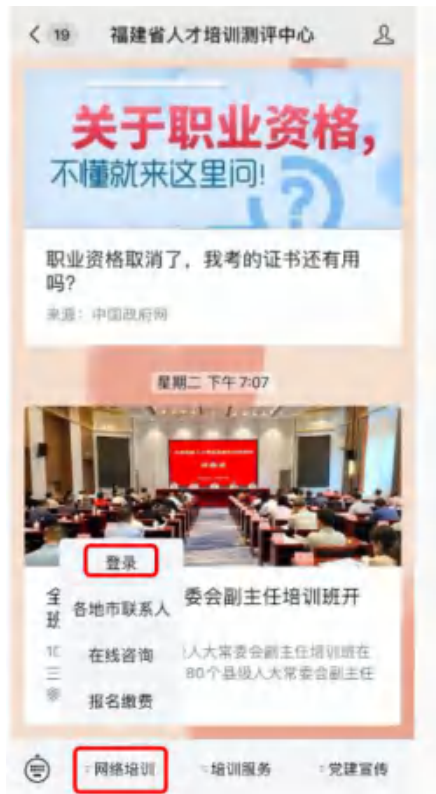 19 福建省人才培训测评中心
关于职业资格,
不懂就来这里问!
职业资格取消了，我考的证书还有用
吗?
来源：中国政府网
星期二 下午 7:07
登录
全 委会副主任培训班开
班
各地市联系人
人大常委会副主任培训班在
三 80个县级人大常委会副主任
在线咨询
报名缴费
网络培训 培训服务 党建宣传